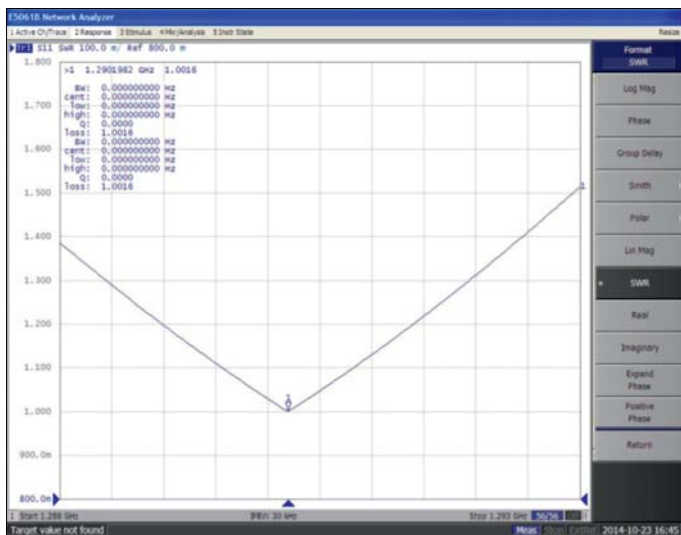 E5061B Network Analyzer
1 Active Ch/Trace 2 Response 3 Stimulus 4 Mkr/Analysis 5 Instr State
Resize
Tr1 S11 SWR 100.0 m/ Ref 800.0 m
1.800
1.700
1.600
1.500
1.400
1.300
1.200
1.100
1.000
900.0m
800.0m
>1 1.2901982 GHz 1.0016
BW: 0.000000000 Hz
cent: 0.000000000 Hz
low: 0.000000000 Hz
high: 0.000000000 Hz
Q: 0.0000
loss: 1.0016
BW: 0.000000000 Hz
cent: 0.000000000 Hz
low: 0.000000000 Hz
high: 0.000000000 Hz
Q: 0.0000
loss: 1.0016
1
1
Format
SWR
Log Mag
Phase
Group Delay
Smith
Polar
Lin Mag
SWR
Real
Imaginary
Expand
Phase
Positive
Phase
Return
1 Start 1.288 GHz
IFBW 30 kHz
Stop 1.293 GHz
Target value not found
Meas Stop ExtRef 2014-10-23 16:45